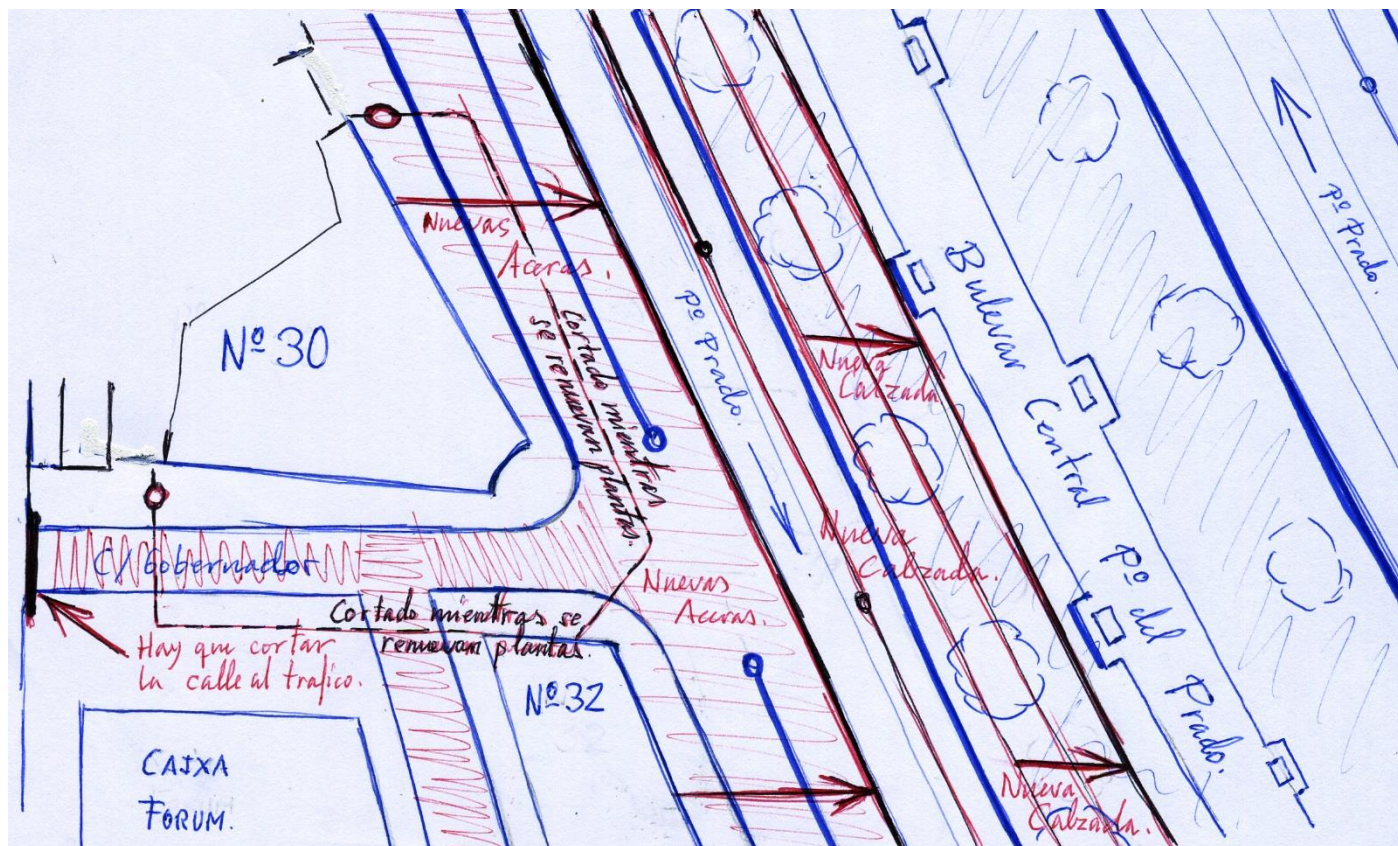 Nuevas
Aceras.
Nº 30
Cortado mientras
se renuevan plantas.
Pº Prado.
Nueva
Calzada
Bulevar Central Pº del Prado.
Pº Prado.
C/ Gobernador.
Cortado mientras se
renuevan plantas.
Hay que cortar
la calle al trafico.
Nuevas
Aceras.
Nueva
Calzada.
Nº 32
CAIXA
FORUM.
Nueva
Calzada.